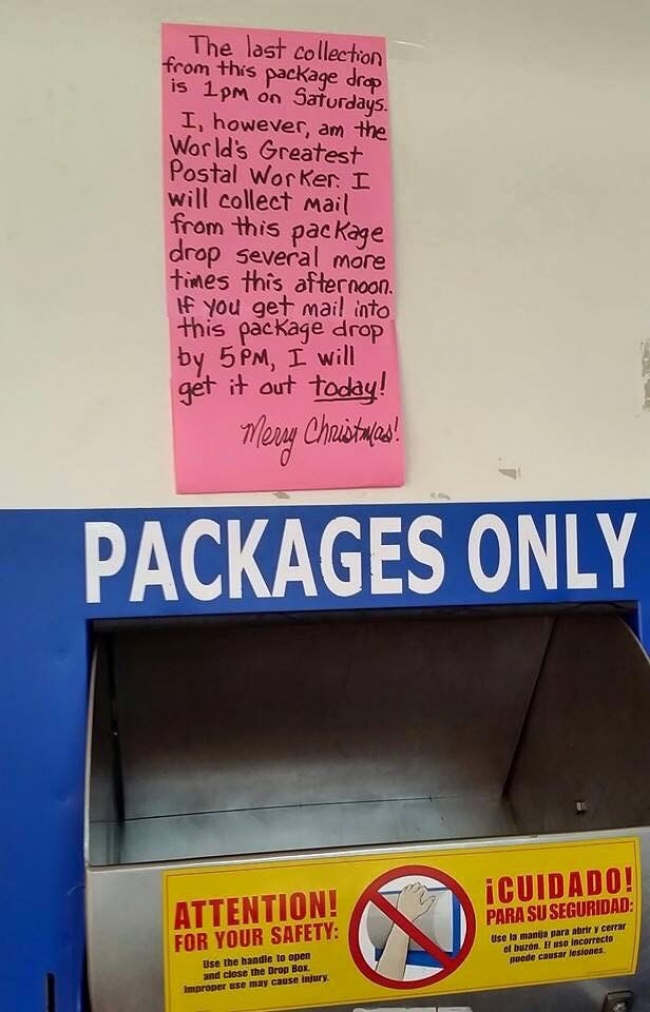 The last collection
from this package drop
is 1pm on Saturdays.
I, however, am the
World's Greatest
Postal Worker. I
will collect mail
from this package
drop several more
times this afternoon.
If you get mail into
this package drop
by 5PM, I will
get it out today!
Merry Christmas!
PACKAGES ONLY
ATTENTION!
FOR YOUR SAFETY:
Use the handle to open
and close the Drop Box.
Improper use may cause injury.
¡CUIDADO!
PARA SU SEGURIDAD:
Use la manija para abrir y cerrar
el buzón. El uso incorrecto
puede causar lesiones.